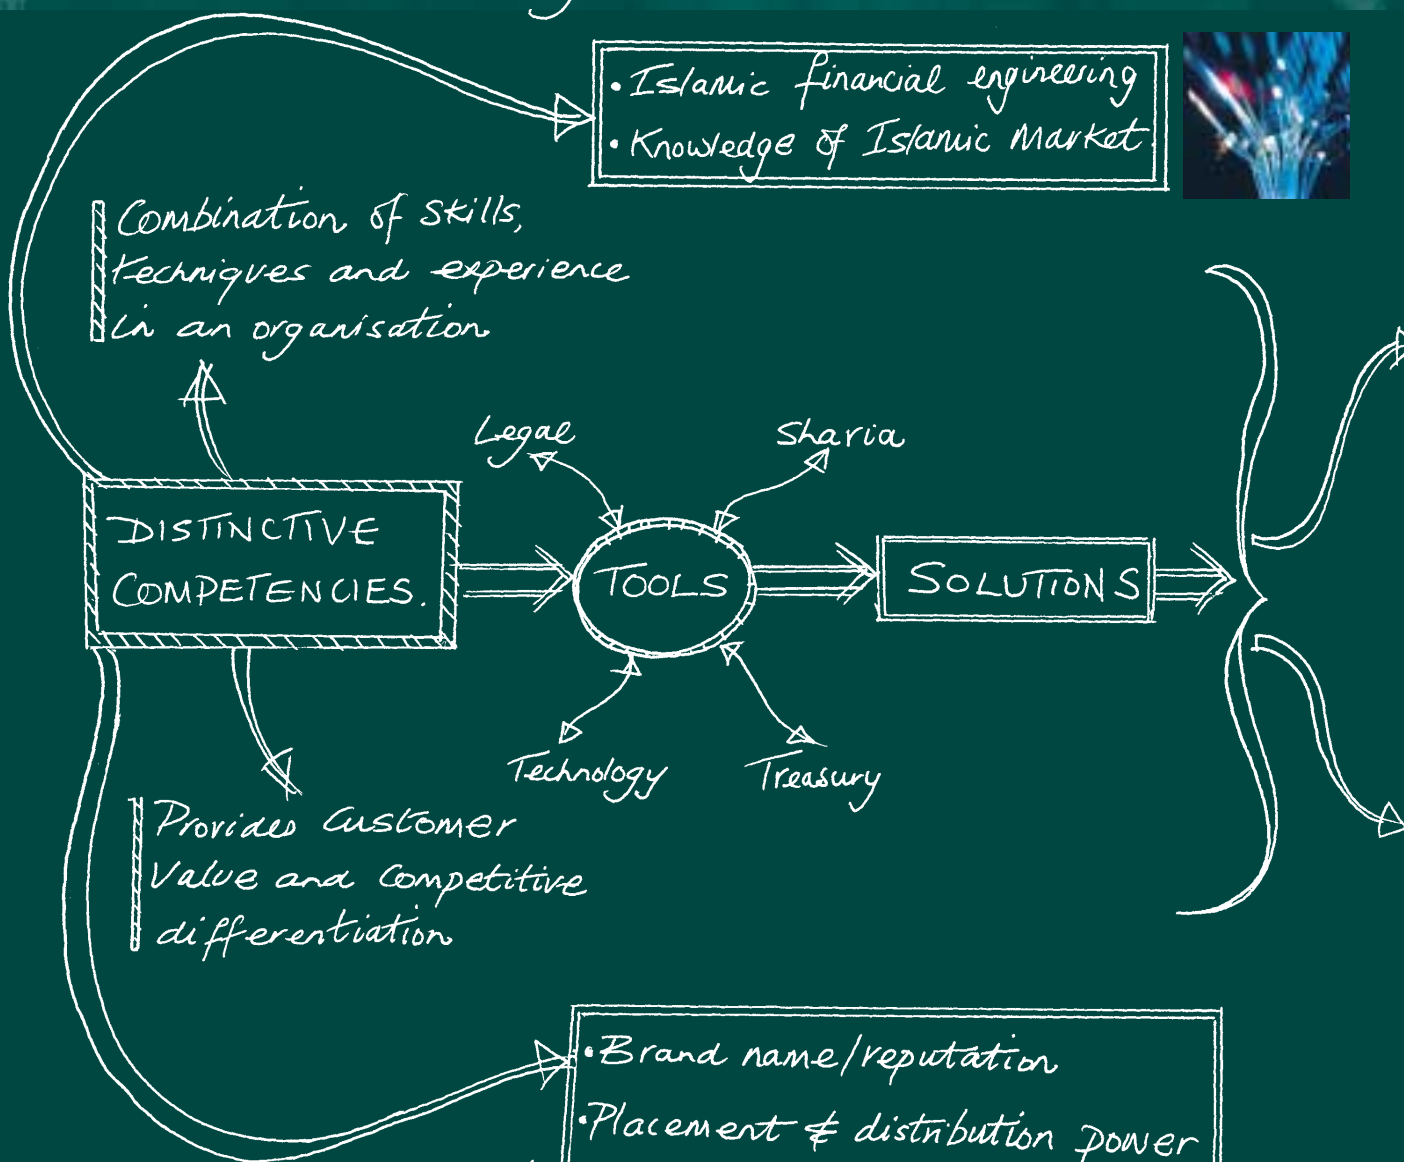 • Islamic financial engineering
• Knowledge of Islamic Market
Combination of skills,
techniques and experience
in an organisation
Legal
Sharia
DISTINCTIVE
COMPETENCIES.
TOOLS
SOLUTIONS
Technology
Treasury
Provides Customer
Value and Competitive
differentiation
• Brand name/reputation
• Placement & distribution power